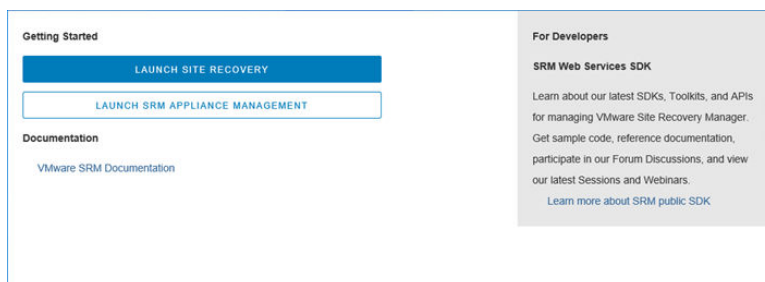 Getting Started
LAUNCH SITE RECOVERY
LAUNCH SRM APPLIANCE MANAGEMENT
Documentation
VMware SRM Documentation
For Developers
SRM Web Services SDK
Learn about our latest SDKs, Toolkits, and APIs
for managing VMware Site Recovery Manager.
Get sample code, reference documentation,
participate in our Forum Discussions, and view
our latest Sessions and Webinars.
Learn more about SRM public SDK